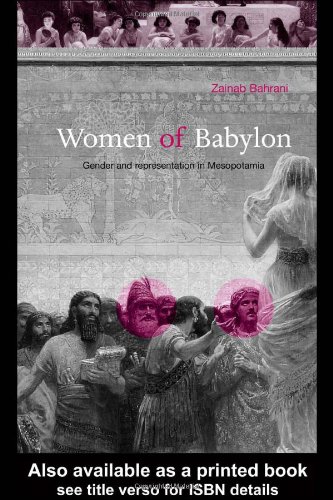 Zainab Bahrani
Women of Babylon
Gender and representation in Mesopotamia
Also available as a printed book
see title verso for ISBN details